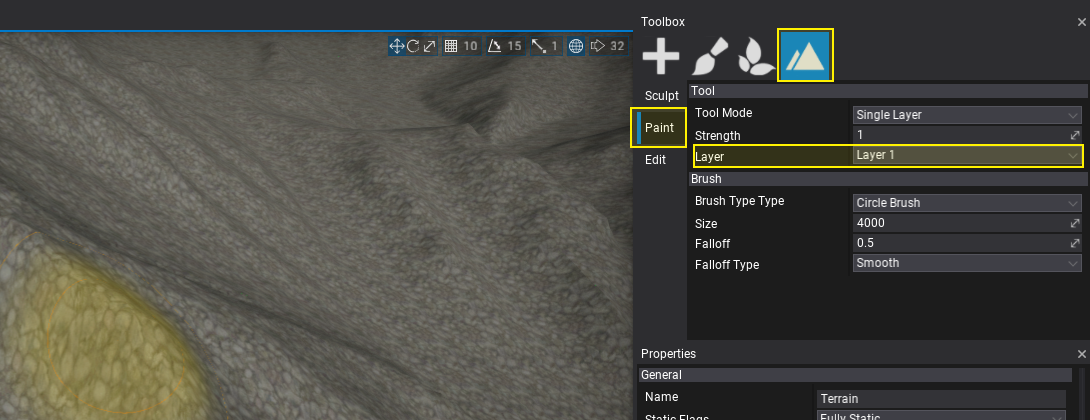 Toolbox
10 15 1 32
Sculpt
Paint
Edit
Tool
Tool Mode Single Layer
Strength 1
Layer Layer 1
Brush
Brush Type Type Circle Brush
Size 4000
Falloff 0.5
Falloff Type Smooth
Properties
General
Name Terrain
Static Flags Fully Static